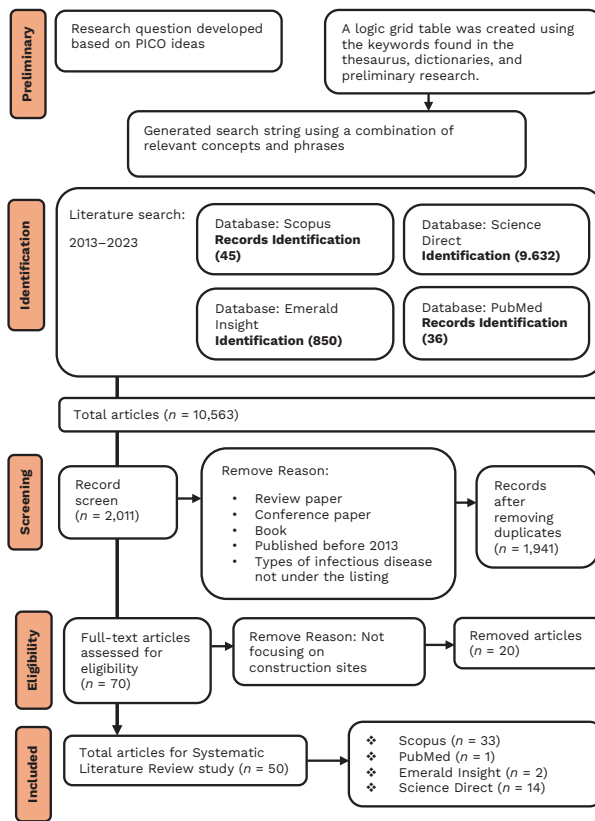 Preliminary
Research question developed
based on PICO ideas
A logic grid table was created using
the keywords found in the
thesaurus, dictionaries, and
preliminary research.
Generated search string using a combination of
relevant concepts and phrases
Identification
Literature search:
2013–2023
Database: Scopus
Records Identification
(45)
Database: Science
Direct
Identification (9.632)
Database: Emerald
Insight
Identification (850)
Database: PubMed
Records Identification
(36)
Total articles (n = 10,563)
Screening
Record
screen
(n = 2,011)
Remove Reason:
• Review paper
• Conference paper
• Book
• Published before 2013
• Types of infectious disease
not under the listing
Records
after
removing
duplicates
(n = 1,941)
Eligibility
Full-text articles
assessed for
eligibility
(n = 70)
Remove Reason: Not
focusing on
construction sites
Removed articles
(n = 20)
Included
Total articles for Systematic
Literature Review study (n = 50)
❖ Scopus (n = 33)
❖ PubMed (n = 1)
❖ Emerald Insight (n = 2)
❖ Science Direct (n = 14)